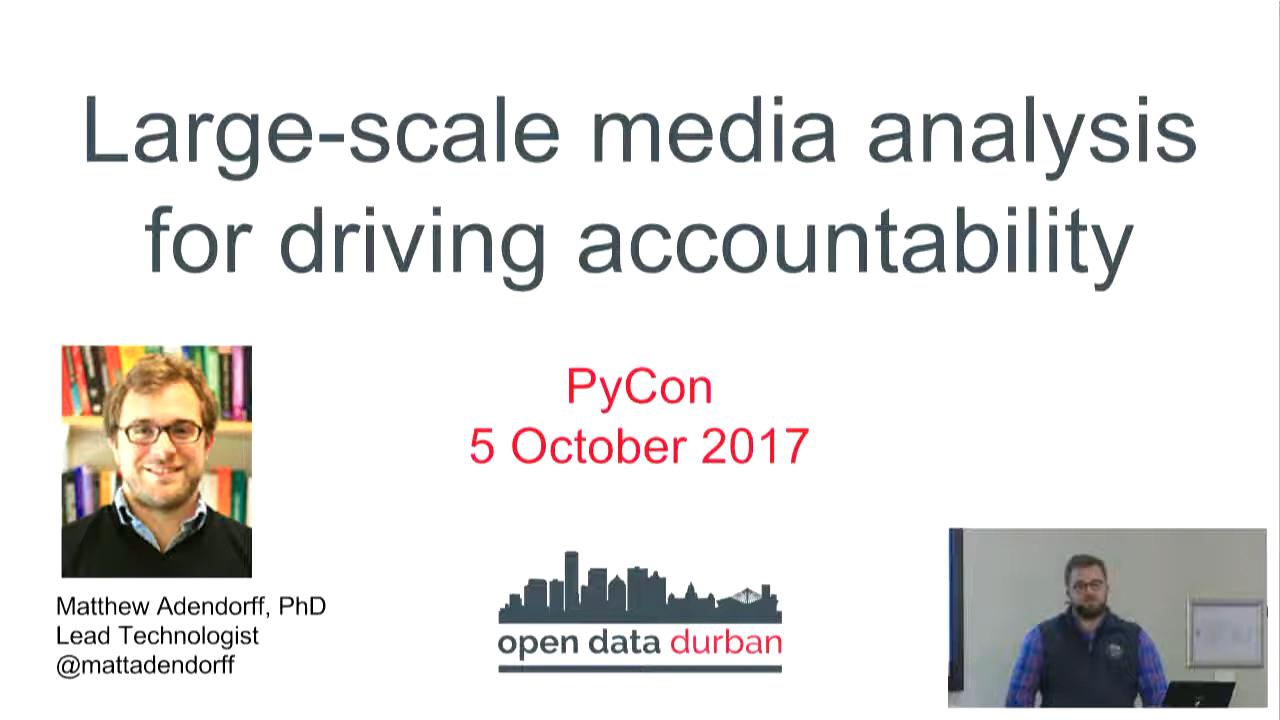 Large-scale media analysis
for driving accountability
PyCon
5 October 2017
Matthew Adendorff, PhD
Lead Technologist
@mattadendorff
open data durban